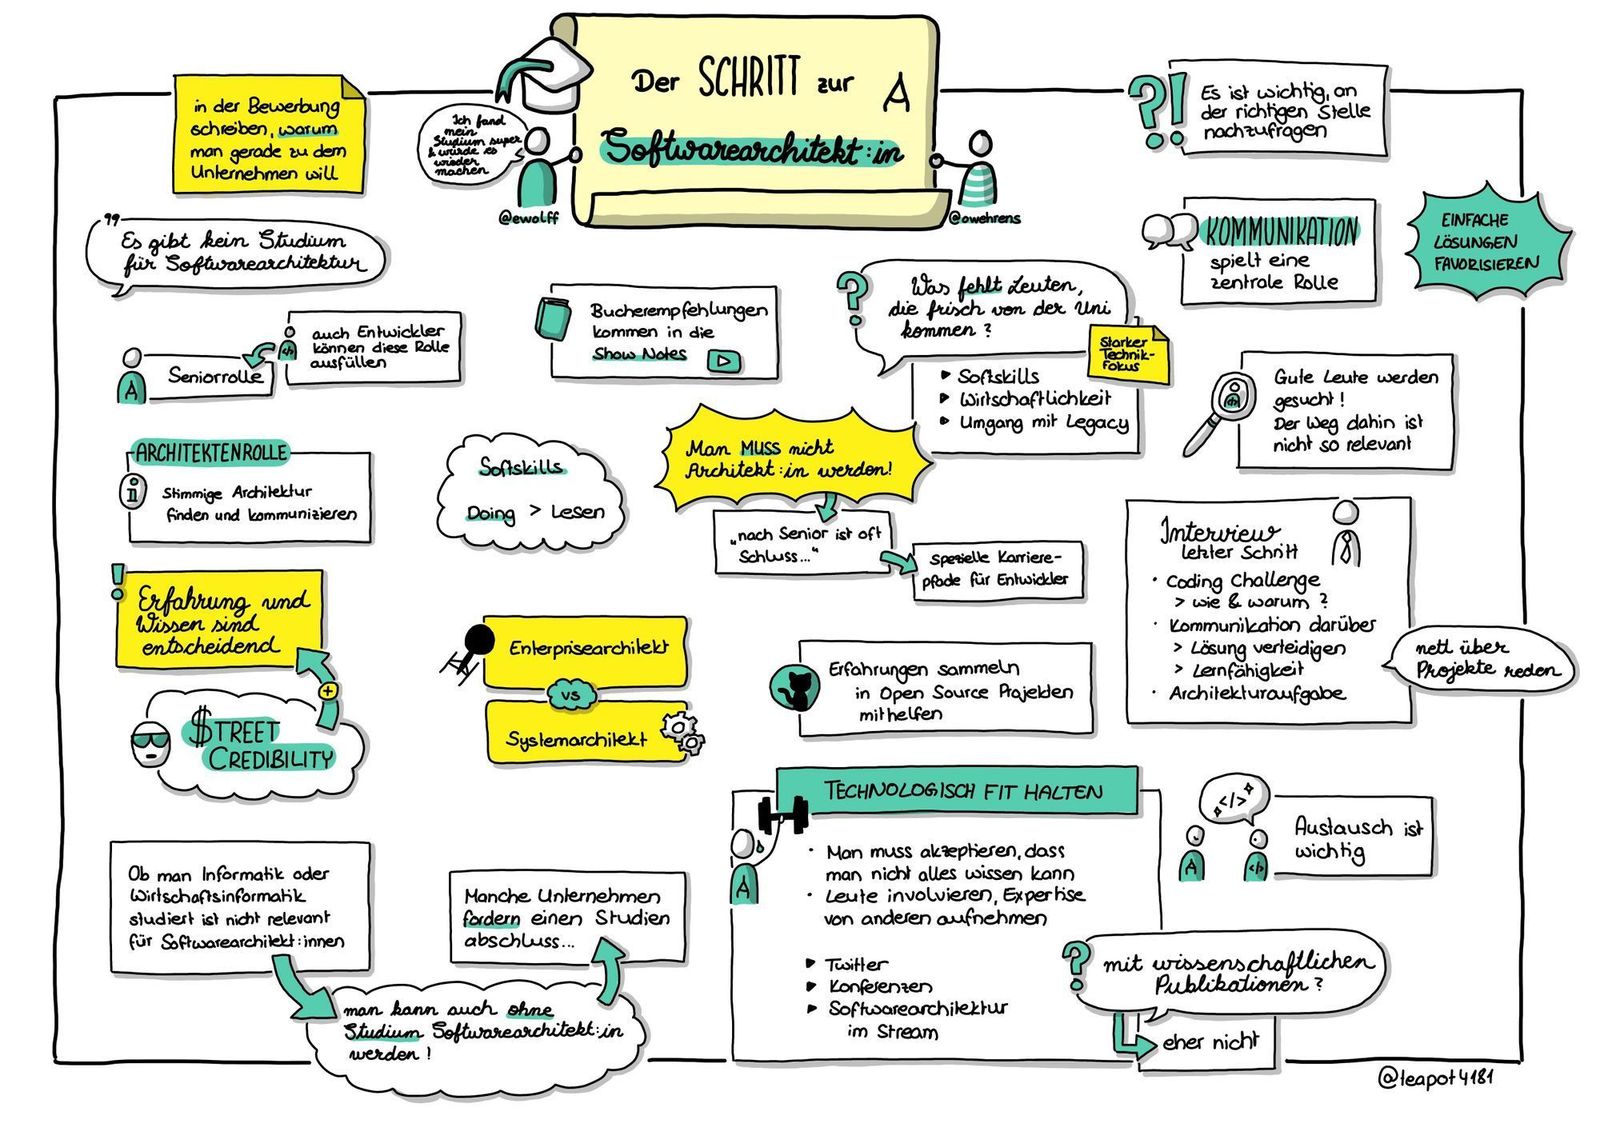 Der SCHRITT zur
A
Softwarearchitekt:in
Ich fand
mein
Studium super
& würde es
wieder
machen
@ewolff
@owehrens
in der Bewerbung
schreiben, warum
man gerade zu dem
Unternehmen will
?!
Es ist wichtig, an
der richtigen Stelle
nachzufragen
"
Es gibt kein Studium
für Softwarearchitektur
KOMMUNIKATION
spielt eine
zentrale Rolle
EINFACHE
LÖSUNGEN
FAVORISIEREN
A
Seniorrolle
</>
auch Entwickler
können diese Rolle
ausfüllen
Buchempfehlungen
kommen in die
Show Notes
?
Was fehlt Leuten,
die frisch von der Uni
kommen?
Starker
Technik-
fokus
Softskills
Wirtschaftlichkeit
Umgang mit Legacy
</>
Gute Leute werden
gesucht!
Der Weg dahin ist
nicht so relevant
ARCHITEKTENROLLE
i
Stimmige Architektur
finden und kommunizieren
Softskills
Doing > Lesen
Man MUSS nicht
Architekt:in werden!
"nach Senior ist oft
Schluss..."
spezielle Karriere-
pfade für Entwickler
Interview
letzter Schritt
· Coding Challenge
> wie & warum?
· Kommunikation darüber
> Lösung verteidigen
> Lernfähigkeit
· Architekturaufgabe
nett über
Projekte reden
!
Erfahrung und
Wissen sind
entscheidend
+
$TREET
CREDIBILITY
Enterprisearchitekt
vs
Systemarchitekt
Erfahrungen sammeln
in Open Source Projekten
mithelfen
TECHNOLOGISCH FIT HALTEN
A
· Man muss akzeptieren, dass
man nicht alles wissen kann
· Leute involvieren, Expertise
von anderen aufnehmen
Twitter
Konferenzen
Softwarearchitektur
im Stream
?
mit wissenschaftlichen
Publikationen?
eher nicht
</>
A
</>
Austausch ist
wichtig
Ob man Informatik oder
Wirtschaftsinformatik
studiert ist nicht relevant
für Softwarearchitekt:innen
man kann auch ohne
Studium Softwarearchitekt:in
werden!
Manche Unternehmen
fordern einen Studien
abschluss...
@teapot4181